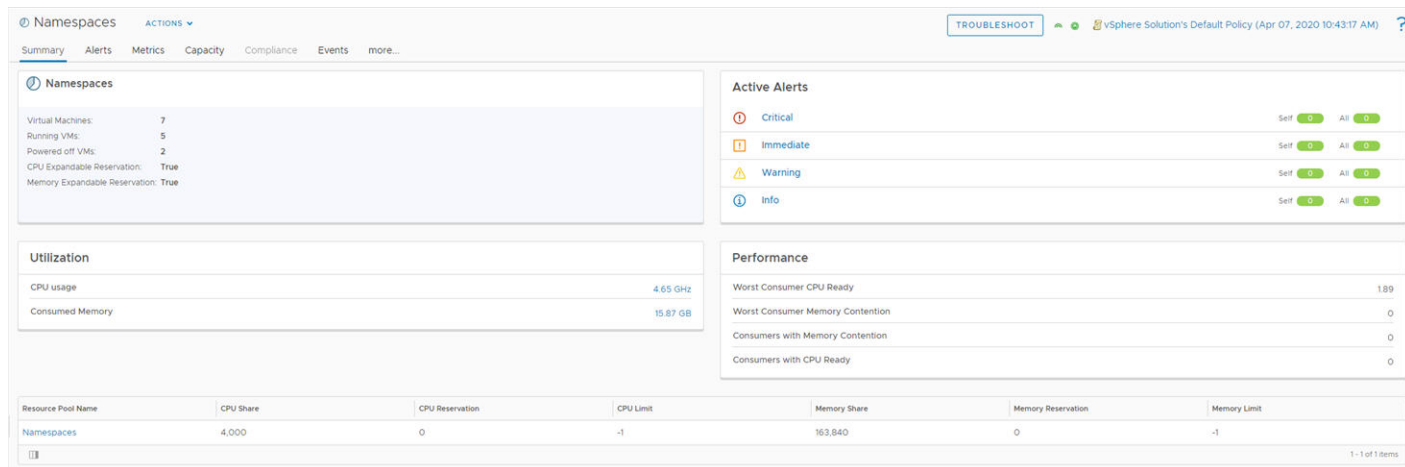 Namespaces ACTIONS TROUBLESHOOT vSphere Solution's Default Policy (Apr 07, 2020 10:43:17 AM) ?
Summary Alerts Metrics Capacity Compliance Events more...
Namespaces
Virtual Machines: 7
Running VMs: 5
Powered off VMs: 2
CPU Expandable Reservation: True
Memory Expandable Reservation: True
Active Alerts
Critical Self 0 All 0
Immediate Self 0 All 0
Warning Self 0 All 0
Info Self 0 All 0
Utilization
CPU usage 4.65 GHz
Consumed Memory 15.87 GB
Performance
Worst Consumer CPU Ready 1.89
Worst Consumer Memory Contention 0
Consumers with Memory Contention 0
Consumers with CPU Ready 0
Resource Pool Name CPU Share CPU Reservation CPU Limit Memory Share Memory Reservation Memory Limit
Namespaces 4,000 0 -1 163,840 0 -1
1 - 1 of 1 items